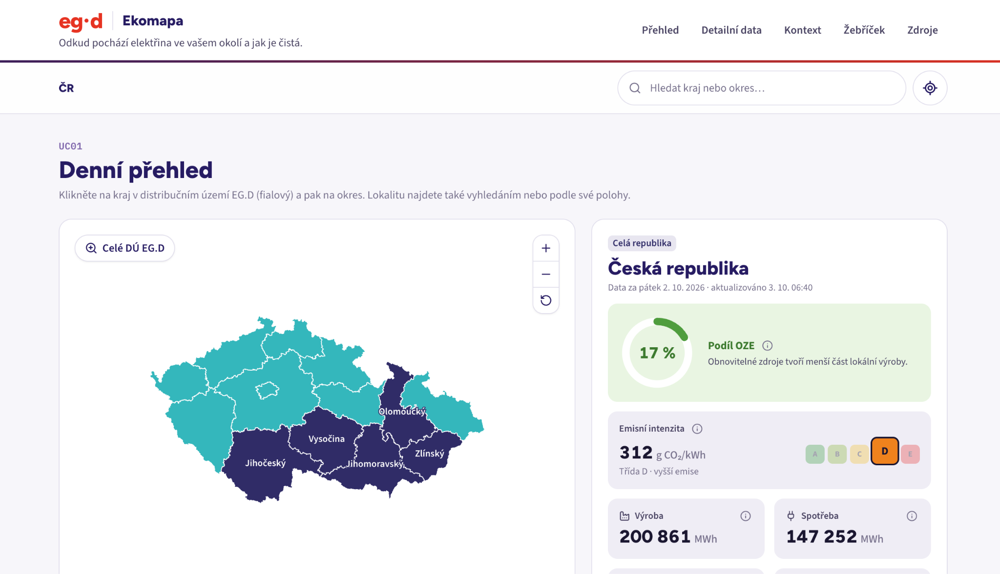 eg·d
Ekomapa
Odkud pochází elektřina ve vašem okolí a jak je čistá.
Přehled
Detailní data
Kontext
Žebříček
Zdroje
ČR
Hledat kraj nebo okres…
UC01
Denní přehled
Klikněte na kraj v distribučním území EG.D (fialový) a pak na okres. Lokalitu najdete také vyhledáním nebo podle své polohy.
Celé DÚ EG.D
Olomoucký
Vysočina
Zlínský
Jihočeský
Jihomoravský
Celá republika
Česká republika
Data za pátek 2. 10. 2026 · aktualizováno 3. 10. 06:40
17 %
Podíl OZE
Obnovitelné zdroje tvoří menší část lokální výroby.
Emisní intenzita
312 g CO₂/kWh
A B C D E
Třída D · vyšší emise
Výroba
200 861 MWh
Spotřeba
147 252 MWh